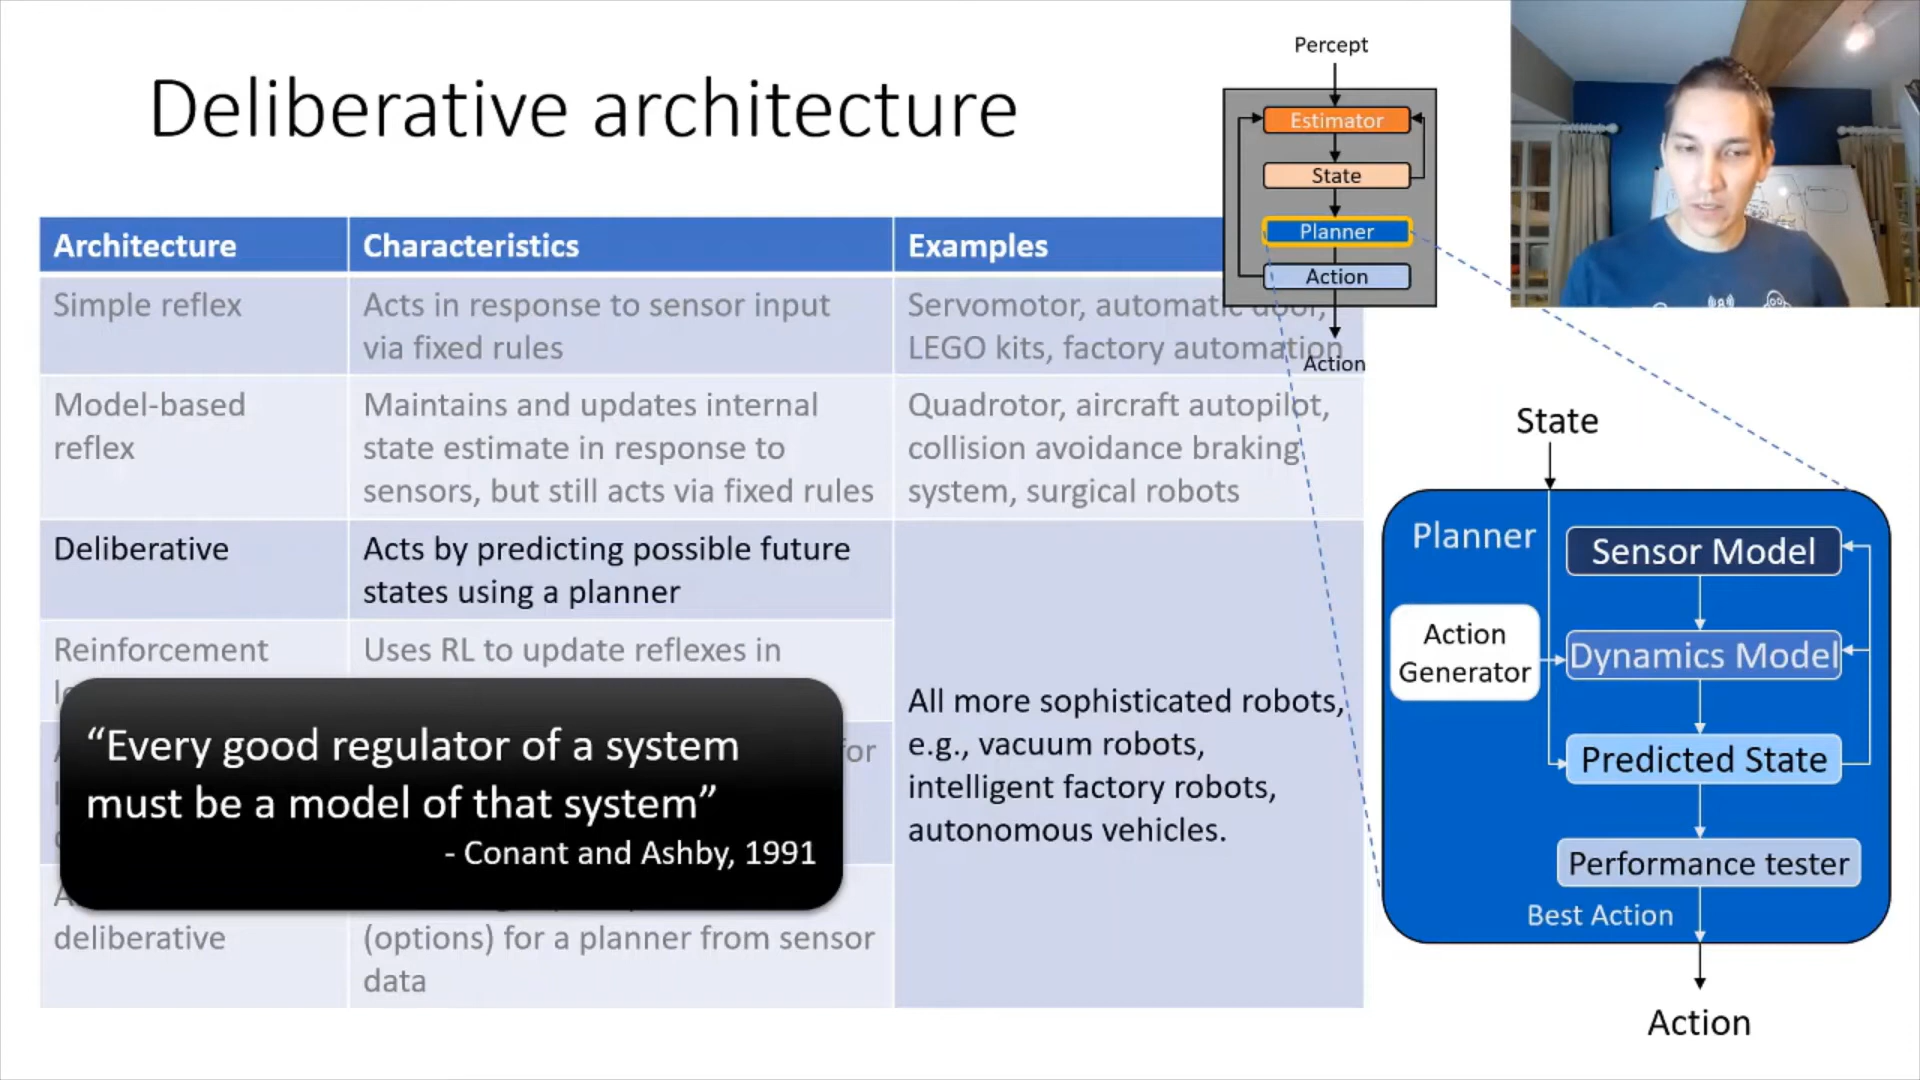 Deliberative architecture
Percept
Estimator
State
Planner
Action
Action
Architecture
Characteristics
Examples
Simple reflex
Acts in response to sensor input
via fixed rules
Servomotor, automatic door,
LEGO kits, factory automation
Model-based
reflex
Maintains and updates internal
state estimate in response to
sensors, but still acts via fixed rules
Quadrotor, aircraft autopilot,
collision avoidance braking
system, surgical robots
Deliberative
Acts by predicting possible future
states using a planner
All more sophisticated robots,
e.g., vacuum robots,
intelligent factory robots,
autonomous vehicles.
Reinforcement
Uses RL to update reflexes in
for
“Every good regulator of a system
must be a model of that system”
- Conant and Ashby, 1991
deliberative
(options) for a planner from sensor
data
State
Planner
Sensor Model
Action
Generator
Dynamics Model
Predicted State
Performance tester
Best Action
Action